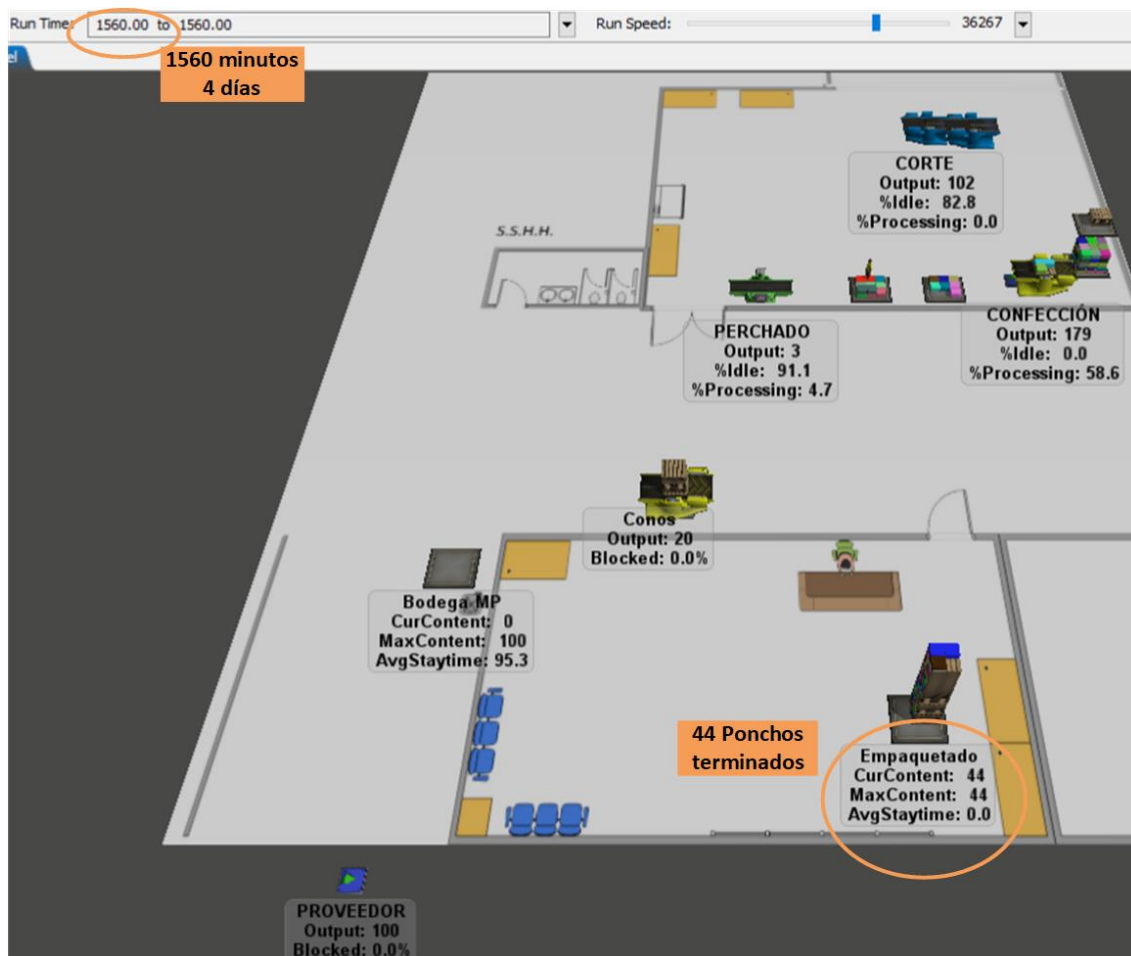 Run Time: 1560.00 to 1560.00 Run Speed: 36267
el
1560 minutos
4 días
CORTE
Output: 102
%Idle: 82.8
%Processing: 0.0
S.S.H.H.
PERCHADO
Output: 3
%Idle: 91.1
%Processing: 4.7
CONFECCIÓN
Output: 179
%Idle: 0.0
%Processing: 58.6
Conos
Output: 20
Blocked: 0.0%
Bodega MP
CurContent: 0
MaxContent: 100
AvgStaytime: 95.3
44 Ponchos
terminados
Empaquetado
CurContent: 44
MaxContent: 44
AvgStaytime: 0.0
PROVEEDOR
Output: 100
Blocked: 0.0%